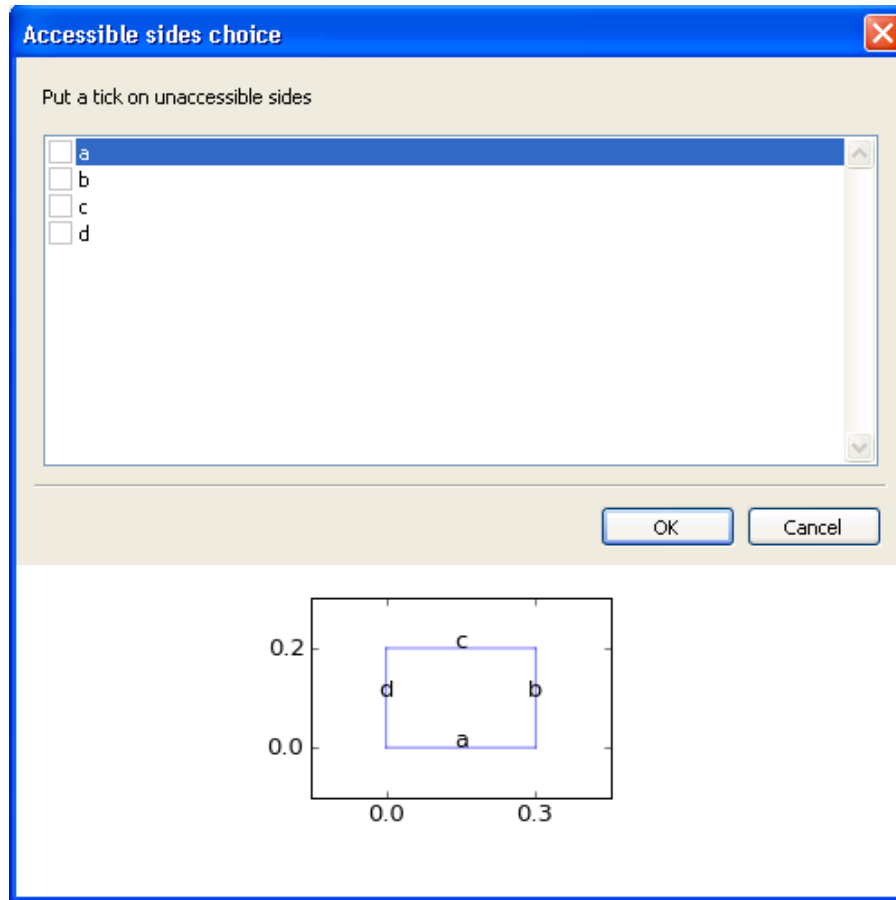 Accessible sides choice
Put a tick on unaccessible sides
a
b
c
d
OK Cancel
c
0.2
d b
a
0.0
0.0 0.3